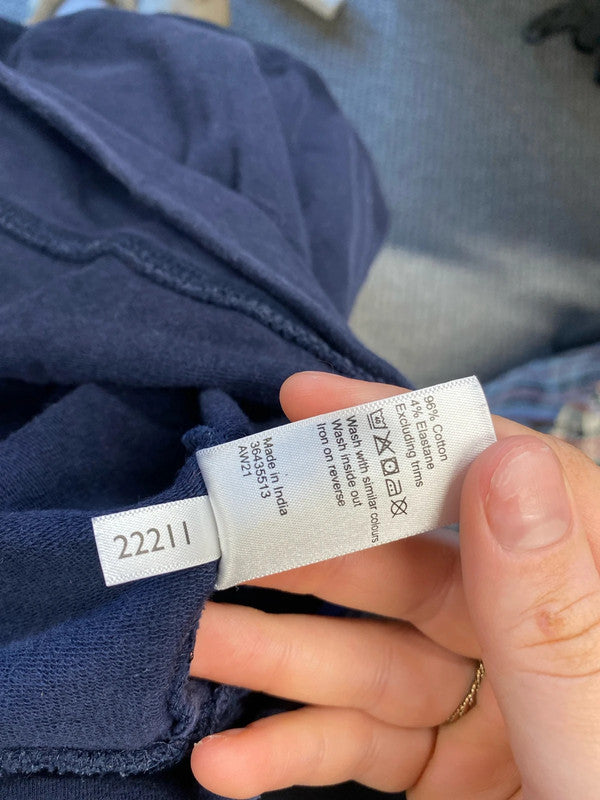 96% Cotton
4% Elastane
Excluding trims
40
Wash with similar colours
Wash inside out
Iron on reverse
Made in India
36435513
AW21
22211